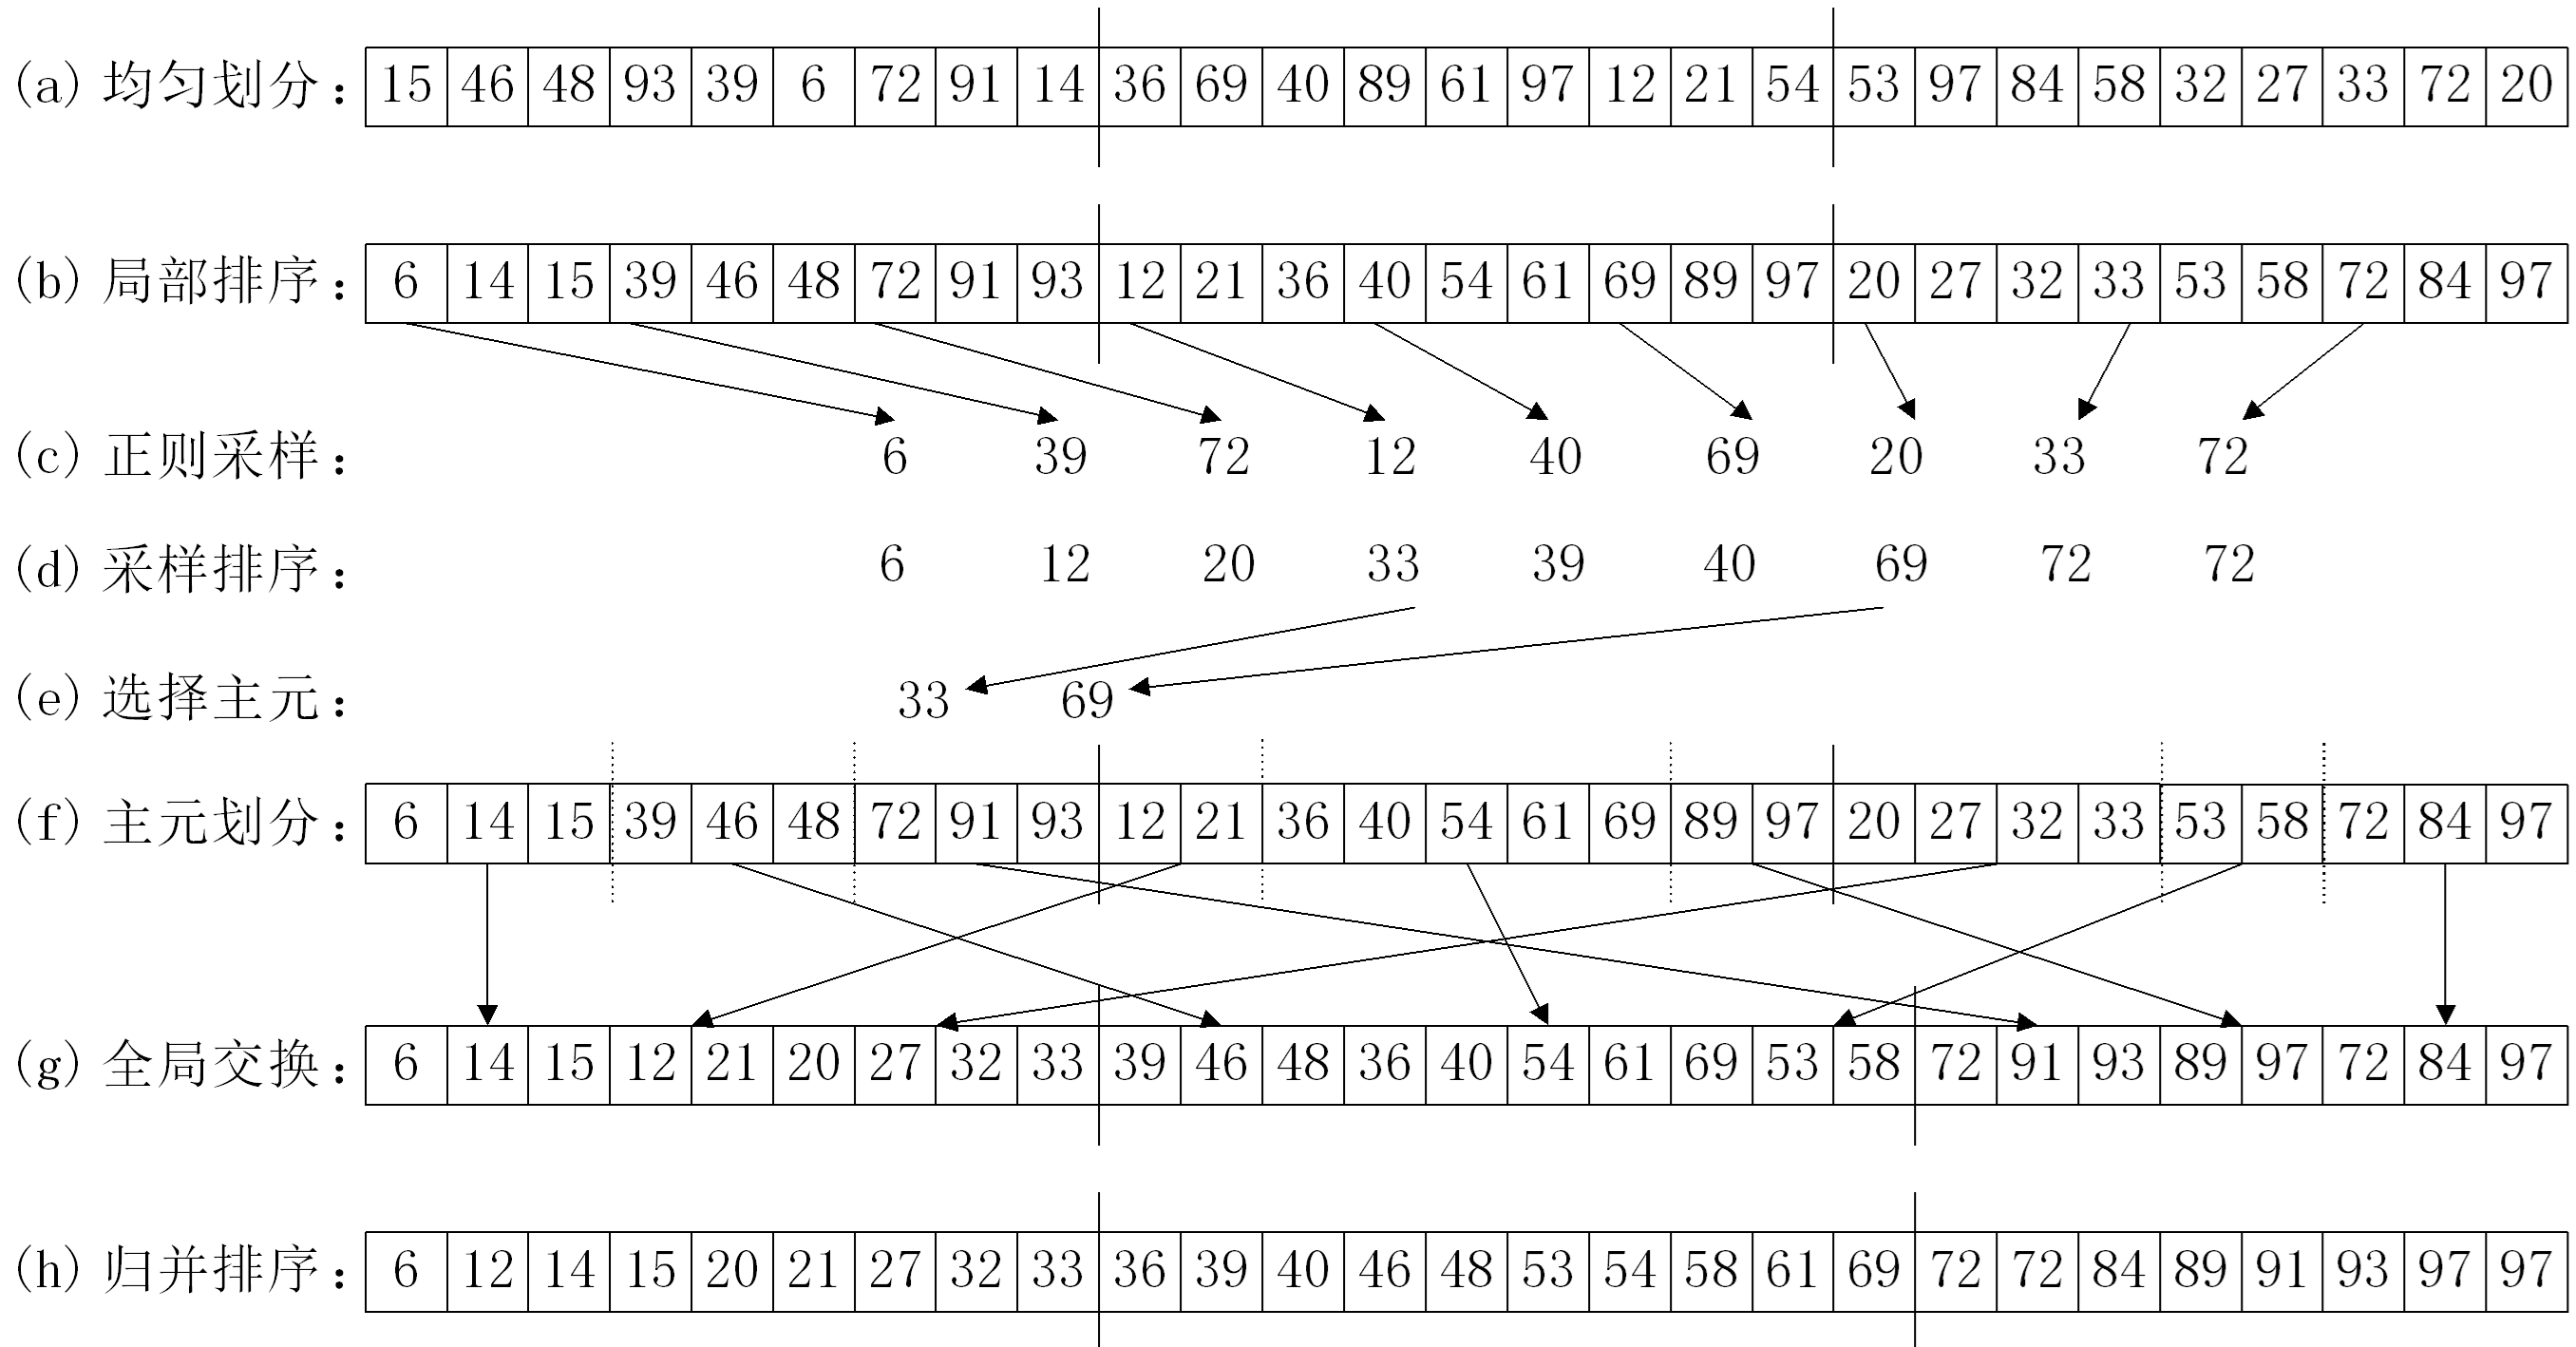 (a) 均匀划分: 15 46 48 93 39 6 72 91 14 36 69 40 89 61 97 12 21 54 53 97 84 58 32 27 33 72 20
(b) 局部排序: 6 14 15 39 46 48 72 91 93 12 21 36 40 54 61 69 89 97 20 27 32 33 53 58 72 84 97
(c) 正则采样: 6 39 72 12 40 69 20 33 72
(d) 采样排序: 6 12 20 33 39 40 69 72 72
(e) 选择主元: 33 69
(f) 主元划分: 6 14 15 39 46 48 72 91 93 12 21 36 40 54 61 69 89 97 20 27 32 33 53 58 72 84 97
(g) 全局交换: 6 14 15 12 21 20 27 32 33 39 46 48 36 40 54 61 69 53 58 72 91 93 89 97 72 84 97
(h) 归并排序: 6 12 14 15 20 21 27 32 33 36 39 40 46 48 53 54 58 61 69 72 72 84 89 91 93 97 97